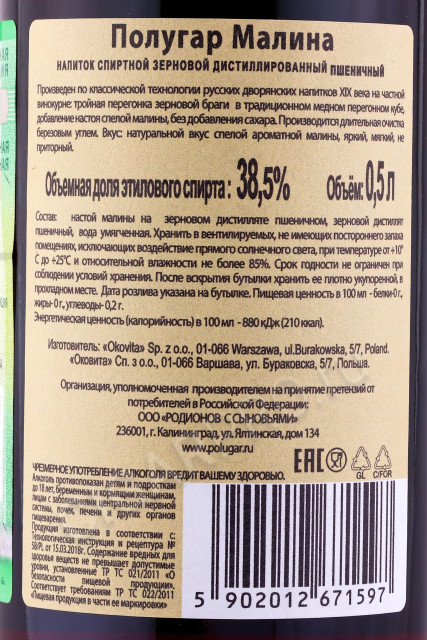 Полугар Малина
НАПИТОК СПИРТНОЙ ЗЕРНОВОЙ ДИСТИЛЛИРОВАННЫЙ ПШЕНИЧНЫЙ
Произведен по классической технологии русских дворянских напитков XIX века на частной
винокурне: тройная перегонка зерновой браги в традиционном медном перегонном кубе,
добавление настоя спелой малины, без добавления сахара. Производится длительная очистка
березовым углем. Вкус: натуральной вкус спелой ароматной малины, яркий, мягкий, не
приторный.
Объемная доля этилового спирта: 38,5% Объём: 0,5 л
Состав: настой малины на зерновом дистилляте пшеничном, зерновой дистиллят
пшеничный, вода умягченная. Хранить в вентилируемых, не имеющих постороннего запаха
помещениях, исключающих воздействие прямого солнечного света, при температуре от +10°
С до +25°С и относительной влажности не более 85%. Срок годности не ограничен при
соблюдении условий хранения. После вскрытия бутылки хранить ее плотно укупоренной, в
прохладном месте. Дата розлива указана на бутылке. Пищевая ценность в 100 мл - белки-0 г.,
жиры- 0 г., углеводы- 0,2 г.
Энергетическая ценность (калорийность) в 100 мл - 880 кДж (210 ккал).
Изготовитель: «Okovita» Sp. z o.o., 01-066 Warszawa, ul.Burakowska, 5/7, Poland.
«Оковита» Сп. з о.о., 01-066 Варшава, ул. Бураковска, 5/7, Польша.
Организация, уполномоченная производителем на принятие претензий от
потребителей в Российской Федерации:
ООО «РОДИОНОВ С СЫНОВЬЯМИ»
236001, г. Калининград, ул. Ялтинская, дом 134
www.polugar.ru
EAC
GL C/FOR
ЧРЕЗМЕРНОЕ УПОТРЕБЛЕНИЕ АЛКОГОЛЯ ВРЕДИТ ВАШЕМУ ЗДОРОВЬЮ.
Алкоголь противопоказан детям и подросткам
до 18 лет, беременным и кормящим женщинам,
лицам с заболеваниями центральной нервной
системы, почек, печени и других органов
пищеварения.
Продукция изготовлена в соответствии с:
Технологическая инструкция и рецептура №
38/PL от 15.03.2018г. Содержание вредных для
здоровья веществ не превышает допустимые
уровни, установленные ТР ТС 021/2011 «О
безопасности пищевой продукции».
Соответствует требованиям ТР ТС 022/2011
«Пищевая продукция в части ее маркировки»
5 902012 671597